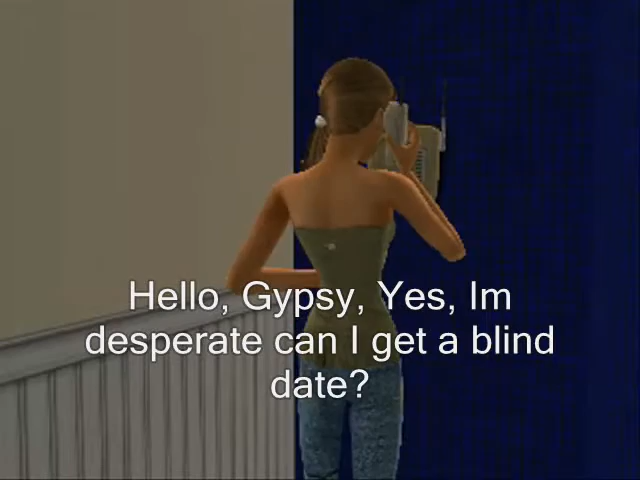 Hello, Gypsy, Yes, Im
desperate can I get a blind
date?